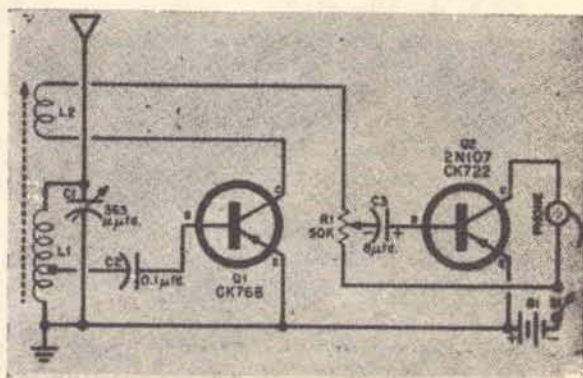 L2
C1
365
µµfd.
L1
C2
0.1µfd.
B
C
E
Q1
CK768
R1
50K
C3
- +
8µfd.
Q2
2N107
CK722
B
C
E
PHONE
+ B1 -